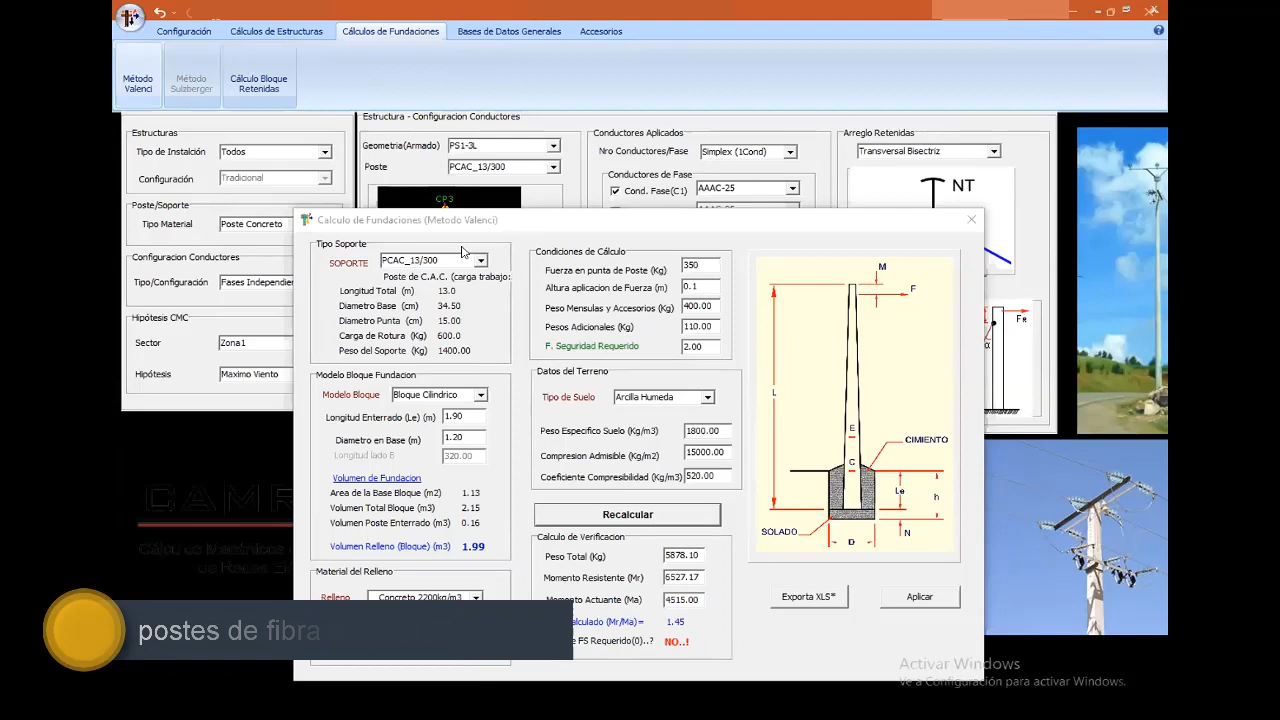 Configuración
Cálculos de Estructuras
Cálculos de Fundaciones
Bases de Datos Generales
Accesorios
Método
Valenci
Método
Sulzberger
Cálculo Bloque
Retenidas
Estructuras
Tipo de Instalción
Todos
Configuración
Tradicional
Poste/Soporte
Tipo Material
Poste Concreto
Configuracion Conductores
Tipo/Configuración
Fases Independien
Hipótesis CMC
Sector
Zona1
Hipótesis
Maximo Viento
Estructura - Configuracion Conductores
Geometria(Armado)
PS1-3L
Poste
PCAC_13/300
CP3
Conductores Aplicados
Nro Conductores/Fase
Simplex (1Cond)
Conductores de Fase
Cond. Fase(C1)
AAAC-25
Arreglo Retenidas
Transversal Bisectriz
NT
FR
α
Calculo de Fundaciones (Metodo Valenci)
Tipo Soporte
SOPORTE
PCAC_13/300
Poste de C.A.C. (carga trabajo:
Longitud Total (m) 13.0
Diametro Base (cm) 34.50
Diametro Punta (cm) 15.00
Carga de Rotura (Kg) 600.0
Peso del Soporte (Kg) 1400.00
Modelo Bloque Fundacion
Modelo Bloque
Bloque Cilindrico
Longitud Enterrado (Le) (m) 1.90
Diametro en Base (m) 1.20
Longitud lado B 320.00
Volumen de Fundacion
Area de la Base Bloque (m2) 1.13
Volumen Total Bloque (m3) 2.15
Volumen Poste Enterrado (m3) 0.16
Volumen Relleno (Bloque) (m3) 1.99
Material del Relleno
Relleno
Concreto 2200kg/m3
Condiciones de Cálculo
Fuerza en punta de Poste (Kg) 350
Altura aplicacion de Fuerza (m) 0.1
Peso Mensulas y Accesorios (Kg) 400.00
Pesos Adicionales (Kg) 110.00
F. Seguridad Requerido 2.00
Datos del Terreno
Tipo de Suelo
Arcilla Humeda
Peso Especifico Suelo (Kg/m3) 1800.00
Compresion Admisible (Kg/m2) 15000.00
Coeficiente Compresibilidad (Kg/m3) 520.00
Recalcular
Calculo de Verificacion
Peso Total (Kg) 5878.10
Momento Resistente (Mr) 6527.17
Momento Actuante (Ma) 4515.00
alculado (Mr/Ma)= 1.45
e FS Requerido(0)..? NO..!
M
F
L
E
C
CIMIENTO
Le
h
SOLADO
N
D
Exporta XLS*
Aplicar
postes de fibra
Activar Windows
Ve a Configuración para activar Windows.